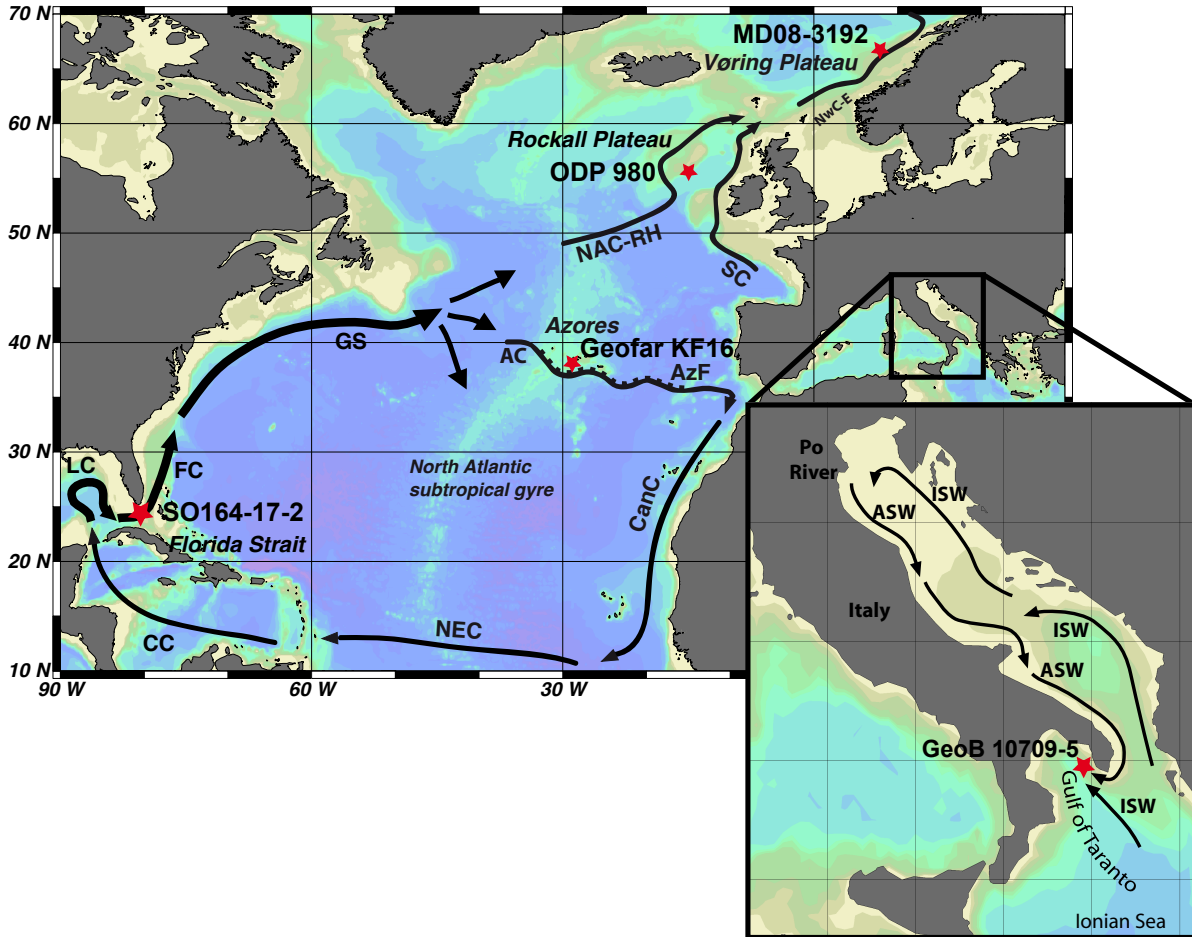 70 N
MD08-3192
Vøring Plateau
NwC-E
60 N
Rockall Plateau
ODP 980
50 N
NAC-RH
SC
40 N
GS
AC
Azores
Geofar KF16
AzF
30 N
LC
FC
North Atlantic
subtropical gyre
CanC
SO164-17-2
Florida Strait
20 N
CC
NEC
10 N
90 W
60 W
30 W
Po
River
ISW
ASW
Italy
ISW
ASW
GeoB 10709-5
Gulf of Taranto
ISW
Ionian Sea